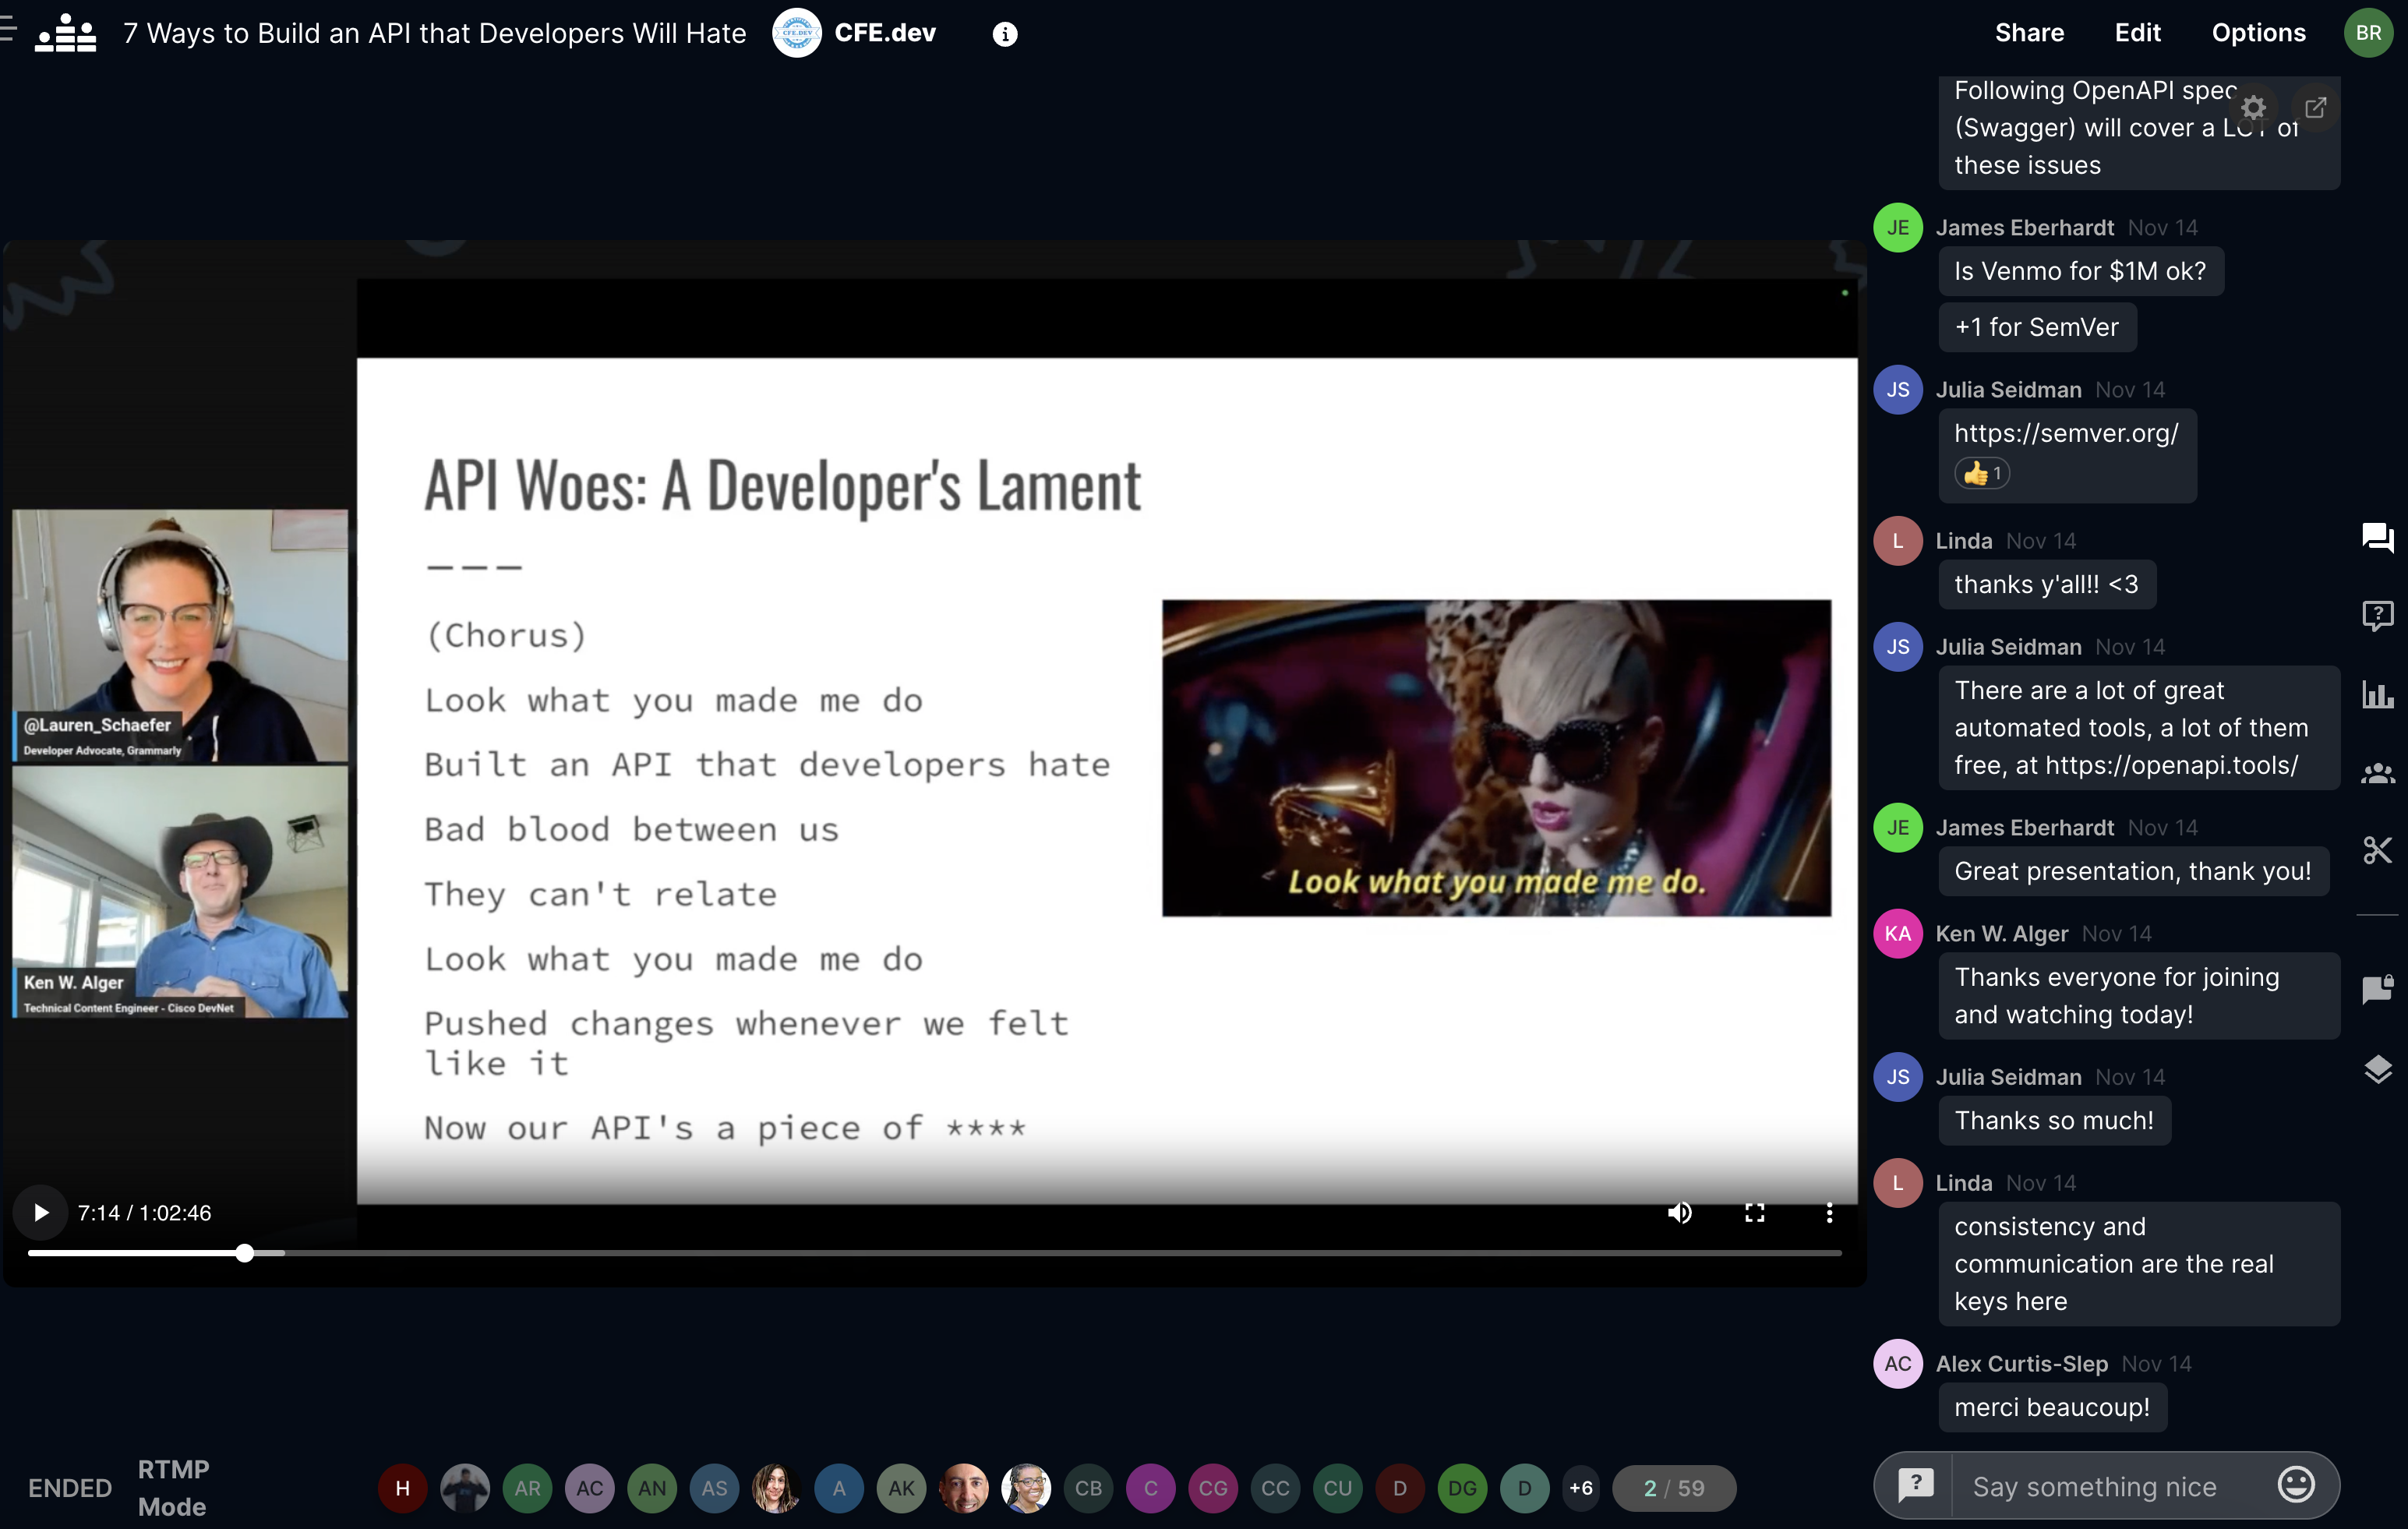 7 Ways to Build an API that Developers Will Hate
CFE.DEV
CFE.dev
Share
Edit
Options
BR
API Woes: A Developer's Lament
———
(Chorus)
Look what you made me do
Built an API that developers hate
Bad blood between us
They can't relate
Look what you made me do
Pushed changes whenever we felt
like it
Now our API's a piece of ****
Look what you made me do.
@Lauren_Schaefer
Developer Advocate, Grammarly
Ken W. Alger
Technical Content Engineer - Cisco DevNet
7:14 / 1:02:46
Following OpenAPI spec
(Swagger) will cover a LOT of
these issues
JE
James Eberhardt Nov 14
Is Venmo for $1M ok?
+1 for SemVer
JS
Julia Seidman Nov 14
https://semver.org/
👍 1
L
Linda Nov 14
thanks y'all!! <3
JS
Julia Seidman Nov 14
There are a lot of great
automated tools, a lot of them
free, at https://openapi.tools/
JE
James Eberhardt Nov 14
Great presentation, thank you!
KA
Ken W. Alger Nov 14
Thanks everyone for joining
and watching today!
JS
Julia Seidman Nov 14
Thanks so much!
L
Linda Nov 14
consistency and
communication are the real
keys here
AC
Alex Curtis-Slep Nov 14
merci beaucoup!
ENDED
RTMP
Mode
H
AR
AC
AN
AS
A
AK
CB
C
CG
CC
CU
D
DG
D
+6
2 / 59
Say something nice